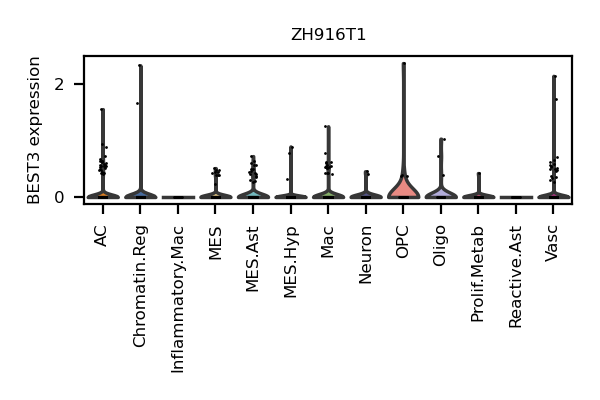 ZH916T1
BEST3 expression
2
0
AC
Chromatin.Reg
Inflammatory.Mac
MES
MES.Ast
MES.Hyp
Mac
Neuron
OPC
Oligo
Prolif.Metab
Reactive.Ast
Vasc